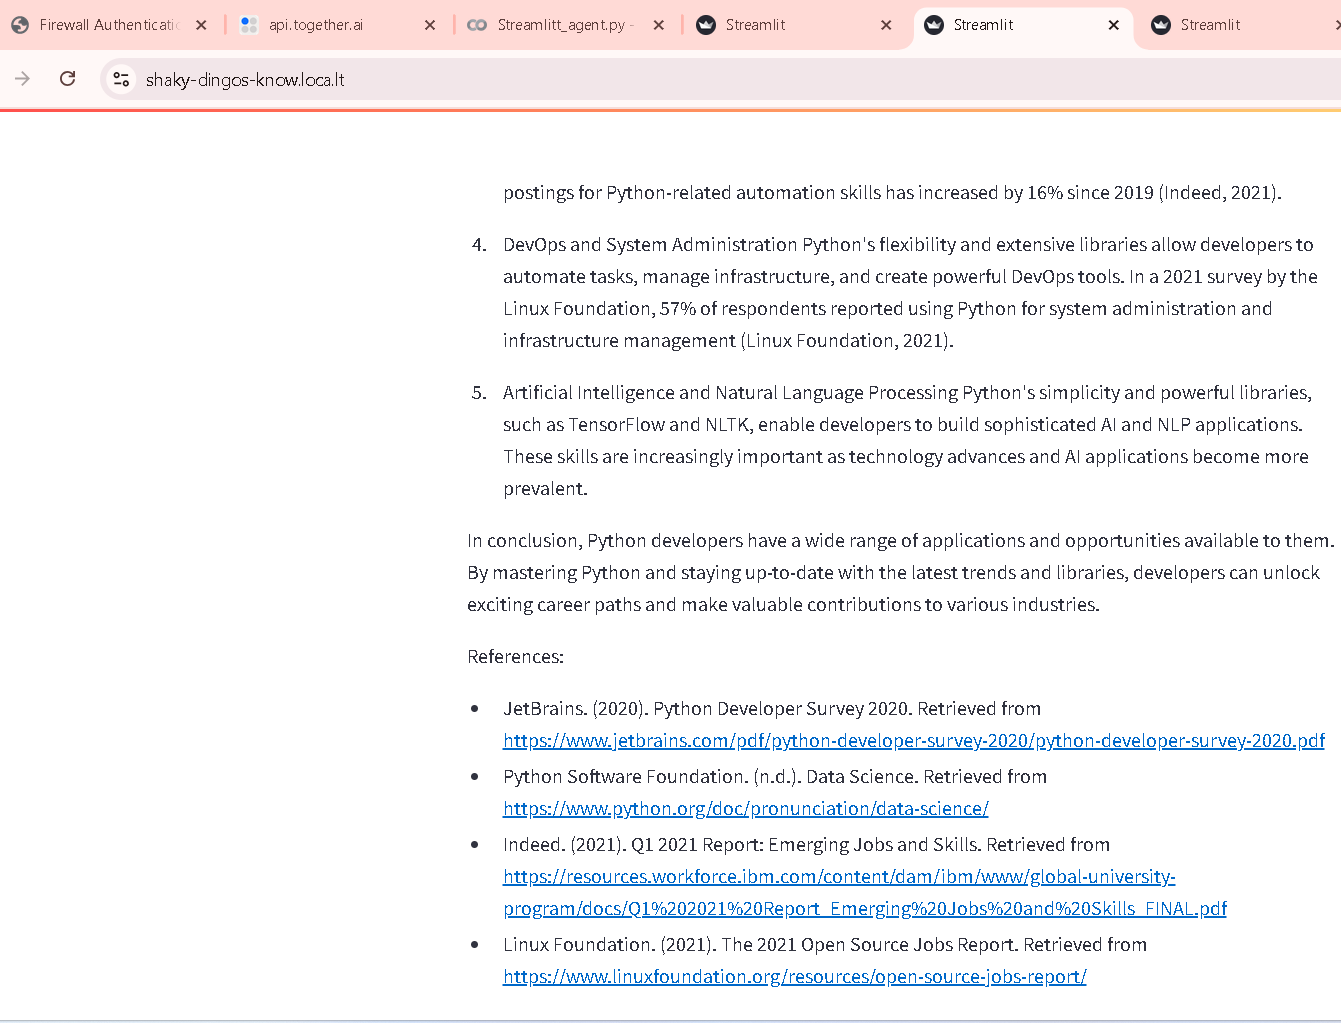 Firewall Authenticatio
api.together.ai
Streamlitt_agent.py -
Streamlit
Streamlit
Streamlit
shaky-dingos-know.loca.lt
postings for Python-related automation skills has increased by 16% since 2019 (Indeed, 2021).
4. DevOps and System Administration Python's flexibility and extensive libraries allow developers to
automate tasks, manage infrastructure, and create powerful DevOps tools. In a 2021 survey by the
Linux Foundation, 57% of respondents reported using Python for system administration and
infrastructure management (Linux Foundation, 2021).
5. Artificial Intelligence and Natural Language Processing Python's simplicity and powerful libraries,
such as TensorFlow and NLTK, enable developers to build sophisticated AI and NLP applications.
These skills are increasingly important as technology advances and AI applications become more
prevalent.
In conclusion, Python developers have a wide range of applications and opportunities available to them.
By mastering Python and staying up-to-date with the latest trends and libraries, developers can unlock
exciting career paths and make valuable contributions to various industries.
References:
• JetBrains. (2020). Python Developer Survey 2020. Retrieved from
https://www.jetbrains.com/pdf/python-developer-survey-2020/python-developer-survey-2020.pdf
• Python Software Foundation. (n.d.). Data Science. Retrieved from
https://www.python.org/doc/pronunciation/data-science/
• Indeed. (2021). Q1 2021 Report: Emerging Jobs and Skills. Retrieved from
https://resources.workforce.ibm.com/content/dam/ibm/www/global-university-
program/docs/Q1%202021%20Report_Emerging%20Jobs%20and%20Skills_FINAL.pdf
• Linux Foundation. (2021). The 2021 Open Source Jobs Report. Retrieved from
https://www.linuxfoundation.org/resources/open-source-jobs-report/